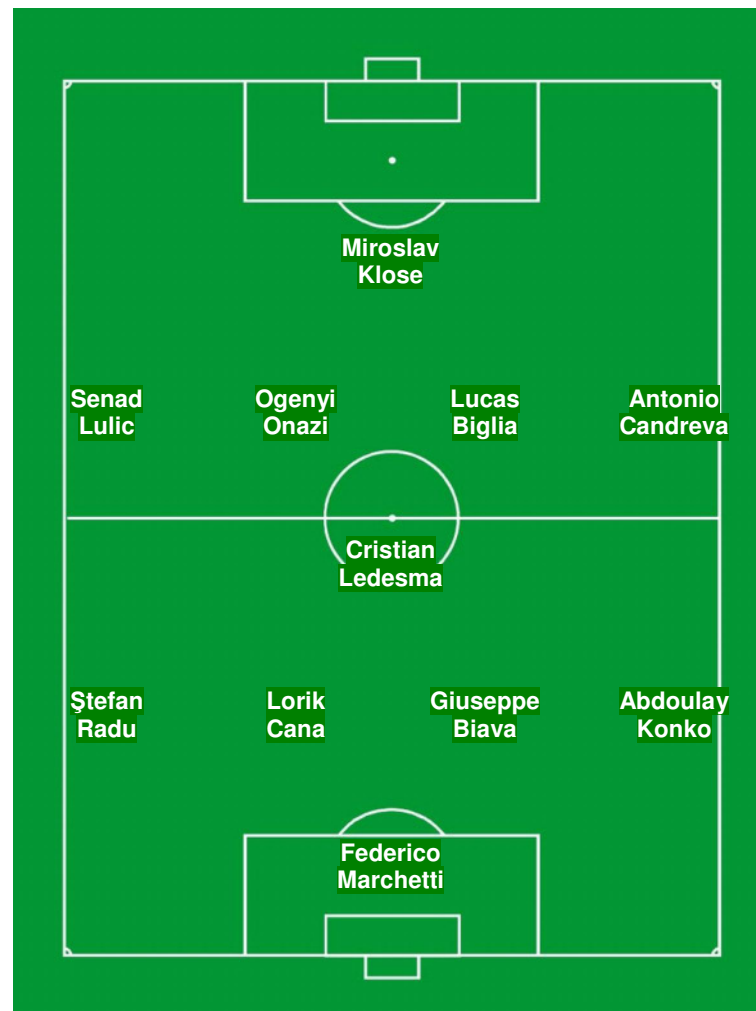 Miroslav
Klose
Senad
Lulic
Ogenyi
Onazi
Lucas
Biglia
Antonio
Candreva
Cristian
Ledesma
Ştefan
Radu
Lorik
Cana
Giuseppe
Biava
Abdoulay
Konko
Federico
Marchetti